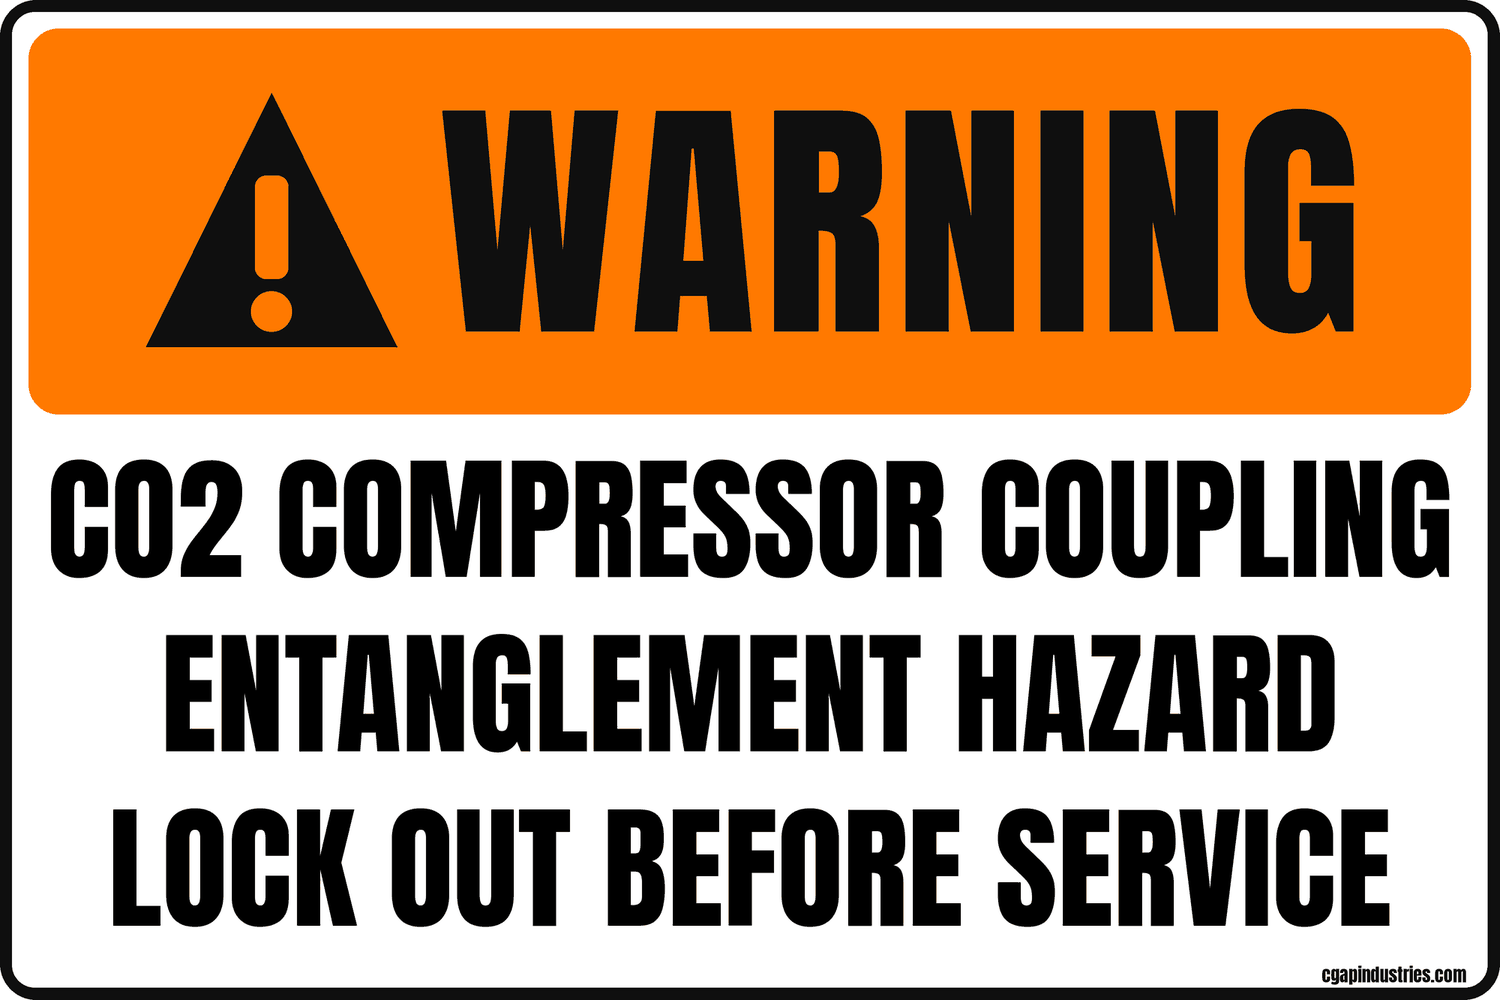 WARNING
CO2 COMPRESSOR COUPLING
ENTANGLEMENT HAZARD
LOCK OUT BEFORE SERVICE
cgapindustries.com